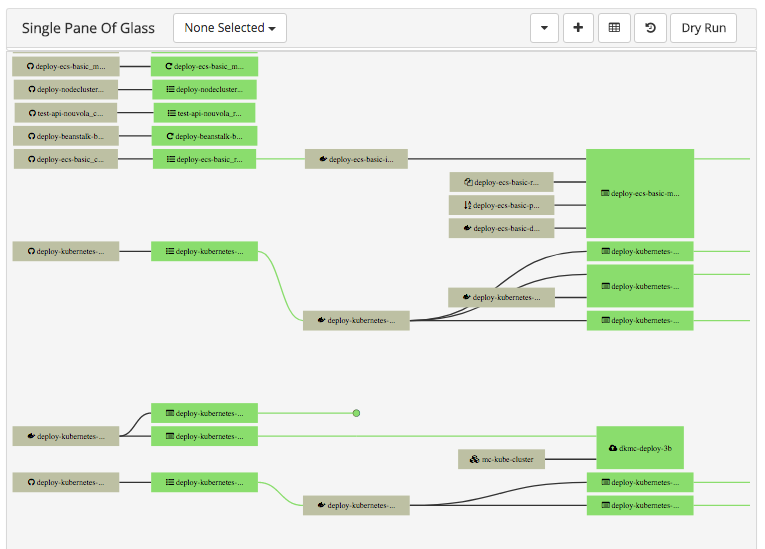 Single Pane Of Glass
None Selected
Dry Run
deploy-ecs-basic_m... deploy-ecs-basic_m...
deploy-nodecluster... deploy-nodecluster...
test-api-nouvola_c... test-api-nouvola_r...
deploy-beanstalk-b... deploy-beanstalk-b...
deploy-ecs-basic_c... deploy-ecs-basic_r... deploy-ecs-basic-i...
deploy-ecs-basic-r...
deploy-ecs-basic-m...
deploy-ecs-basic-p...
deploy-ecs-basic-d...
deploy-kubernetes-... deploy-kubernetes-... deploy-kubernetes-...
deploy-kubernetes-...
deploy-kubernetes-...
deploy-kubernetes-... deploy-kubernetes-...
deploy-kubernetes-...
deploy-kubernetes-... deploy-kubernetes-...
dkmc-deploy-3b
mc-kube-cluster
deploy-kubernetes-... deploy-kubernetes-... deploy-kubernetes-...
deploy-kubernetes-... deploy-kubernetes-...